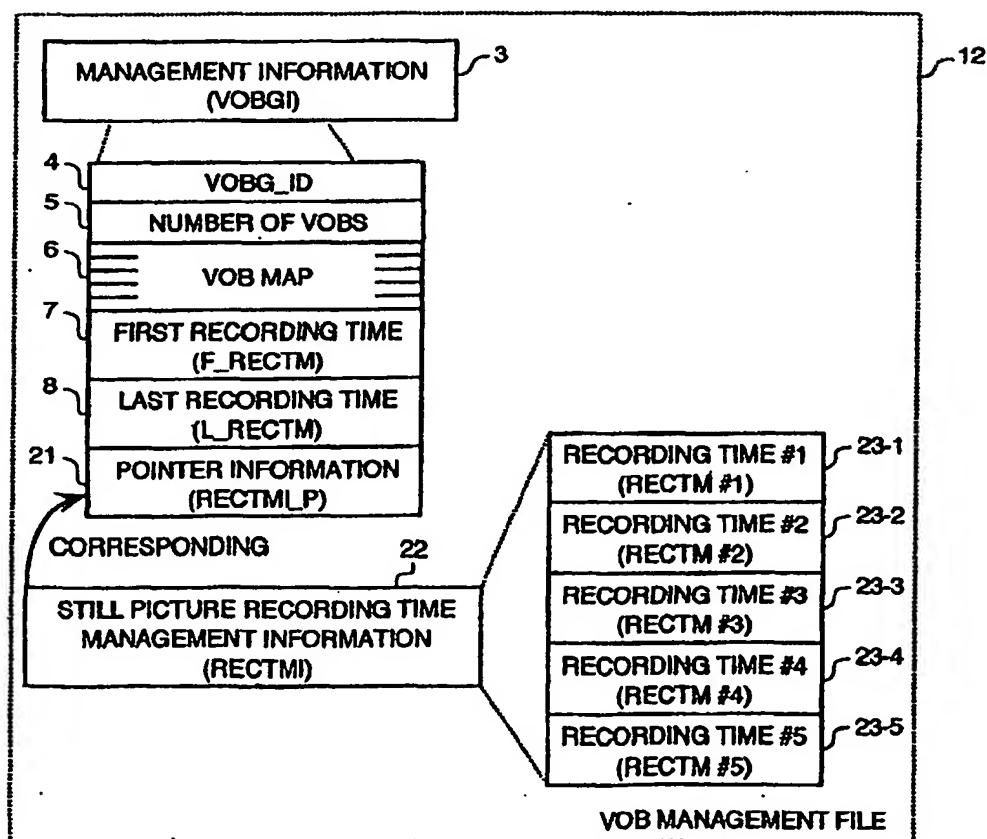 MANAGEMENT INFORMATION
(VOBGI)
3
12
4
VOBG_ID
5
NUMBER OF VOBS
6
VOB MAP
7
FIRST RECORDING TIME
(F_RECTM)
8
LAST RECORDING TIME
(L_RECTM)
21
POINTER INFORMATION
(RECTMI_P)
CORRESPONDING
22
STILL PICTURE RECORDING TIME
MANAGEMENT INFORMATION
(RECTMI)
RECORDING TIME #1
(RECTM #1)
23-1
RECORDING TIME #2
(RECTM #2)
23-2
RECORDING TIME #3
(RECTM #3)
23-3
RECORDING TIME #4
(RECTM #4)
23-4
RECORDING TIME #5
(RECTM #5)
23-5
VOB MANAGEMENT FILE